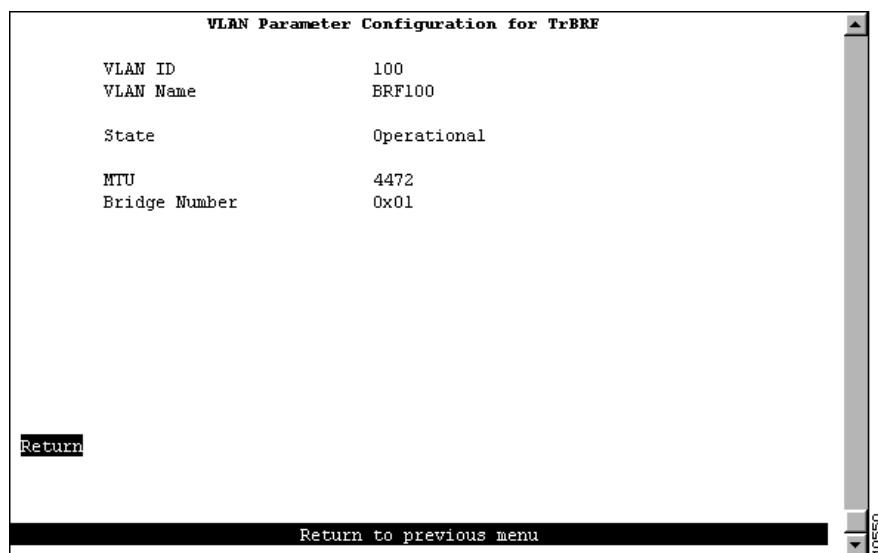 VLAN Parameter Configuration for TrBRF
VLAN ID 100
VLAN Name BRF100
State Operational
MTU 4472
Bridge Number 0x01
Return
Return to previous menu